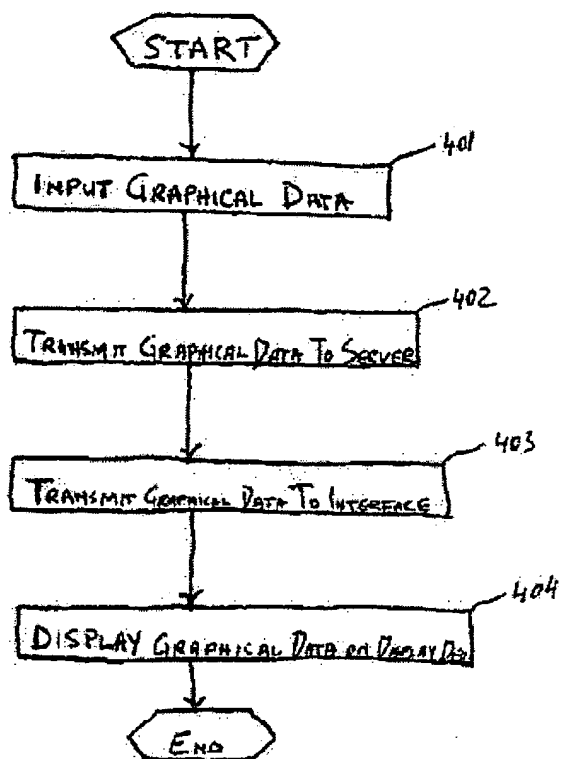 START
401
INPUT GRAPHICAL DATA
402
TRANSMIT GRAPHICAL DATA TO SERVER
403
TRANSMIT GRAPHICAL DATA TO INTERFACE
404
DISPLAY GRAPHICAL DATA ON DISPLAY
END